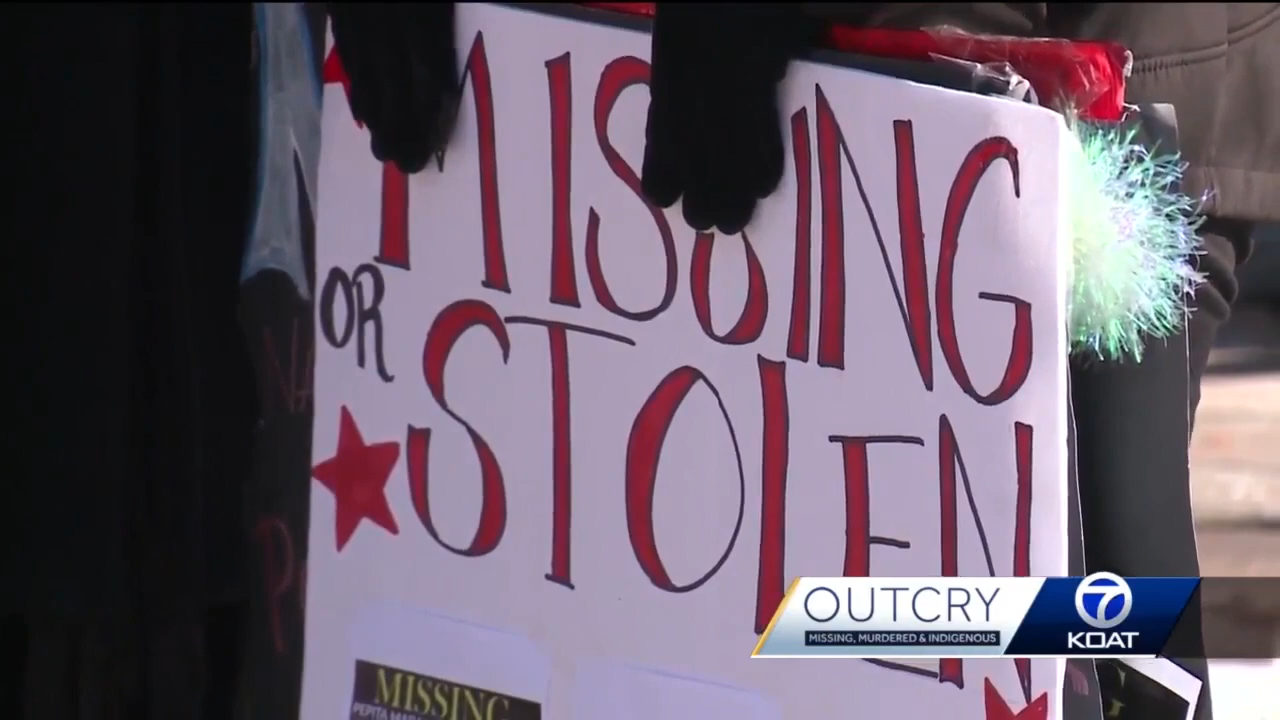 MISSING
OR
STOLEN
MISSING
OUTCRY
MISSING, MURDERED & INDIGENOUS
7
KOAT